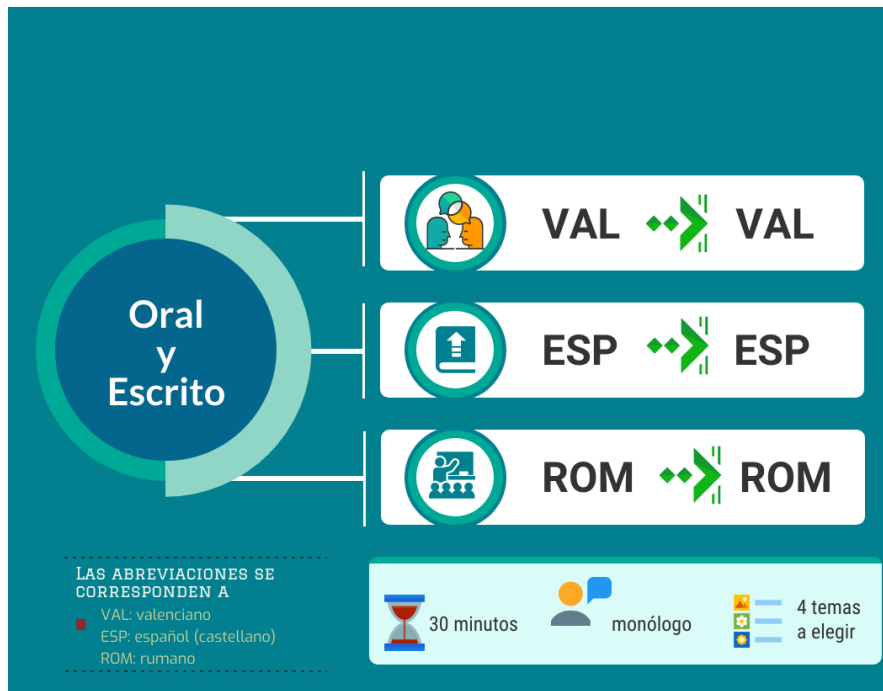 Oral
y
Escrito
VAL VAL
ESP ESP
ROM ROM
LAS ABREVIACIONES SE
CORRESPONDEN A
VAL: valenciano
ESP: español (castellano)
ROM: rumano
30 minutos
monólogo
4 temas
a elegir